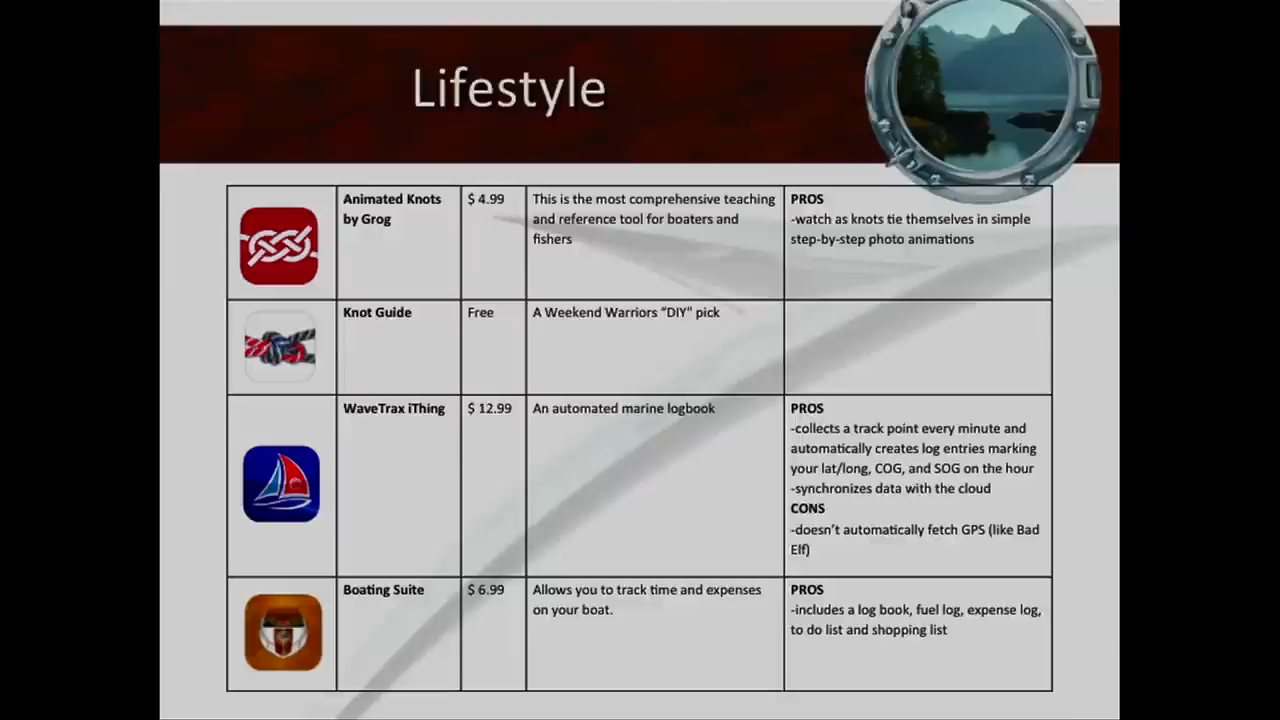 Lifestyle
Animated Knots
by Grog
$ 4.99
This is the most comprehensive teaching
and reference tool for boaters and
fishers
PROS
-watch as knots tie themselves in simple
step-by-step photo animations
Knot Guide
Free
A Weekend Warriors “DIY” pick
WaveTrax iThing
$ 12.99
An automated marine logbook
PROS
-collects a track point every minute and
automatically creates log entries marking
your lat/long, COG, and SOG on the hour
-synchronizes data with the cloud
CONS
-doesn’t automatically fetch GPS (like Bad
Elf)
Boating Suite
$ 6.99
Allows you to track time and expenses
on your boat.
PROS
-includes a log book, fuel log, expense log,
to do list and shopping list